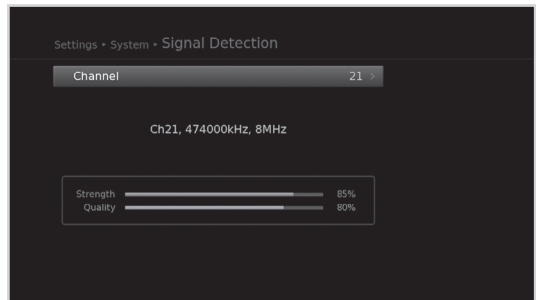 Settings • System • Signal Detection
Channel 21 >
Ch21, 474000kHz, 8MHz
Strength 85%
Quality 80%